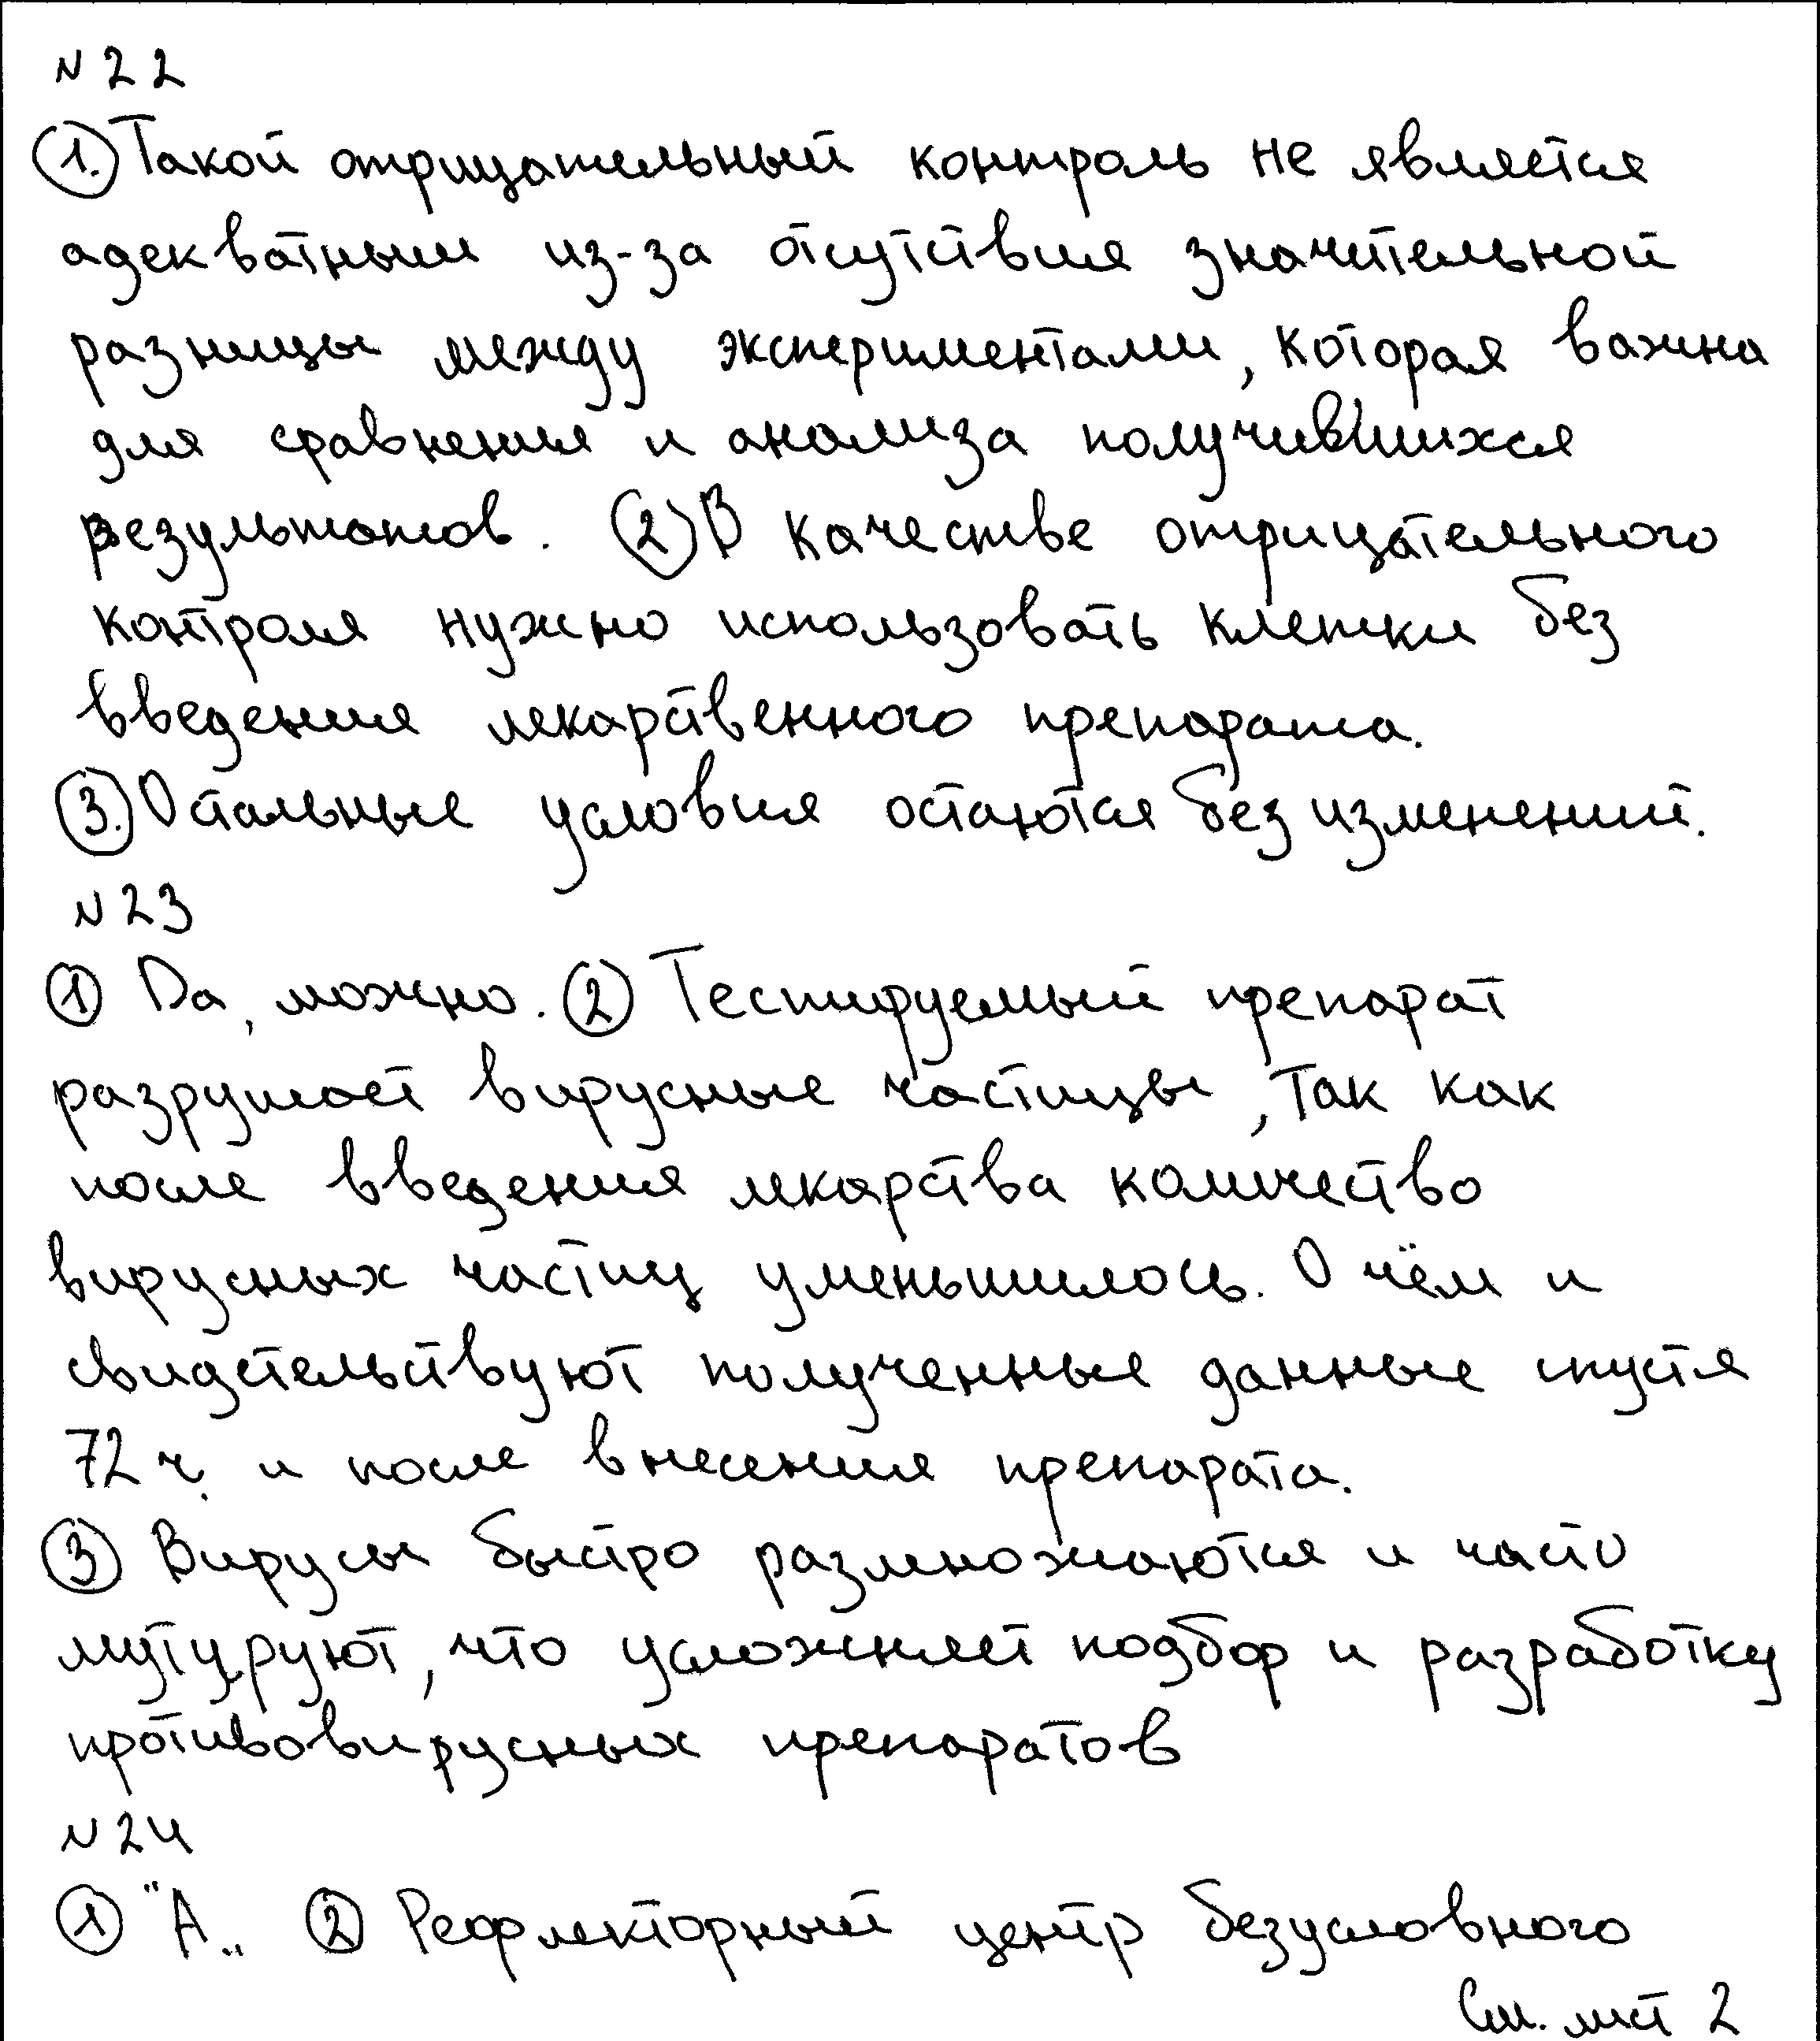 N 22
1. Такой отрицательный контроль не является
адекватным из-за отсутствия значительной
разницы между экспериментами, которая важна
для сравнения и анализа получившихся
результатов. 2) В качестве отрицательного
контроля нужно использовать клетки без
введения лекарственного препарата.
3. Остальные условия остаются без изменений.
N 23
1 Да, можно. 2 Тестируемый препарат
разрушает вирусные частицы, так как
после введения лекарства количество
вирусных частиц уменьшилось. О чём и
свидетельствуют полученные данные спустя
72 ч. и после внесения препарата.
3 Вирусы быстро размножаются и часто
мутируют, что усложняет подбор и разработку
противовирусных препаратов
N 24
1 "А„ 2 Рефлекторный центр безусловного
См. лист 2